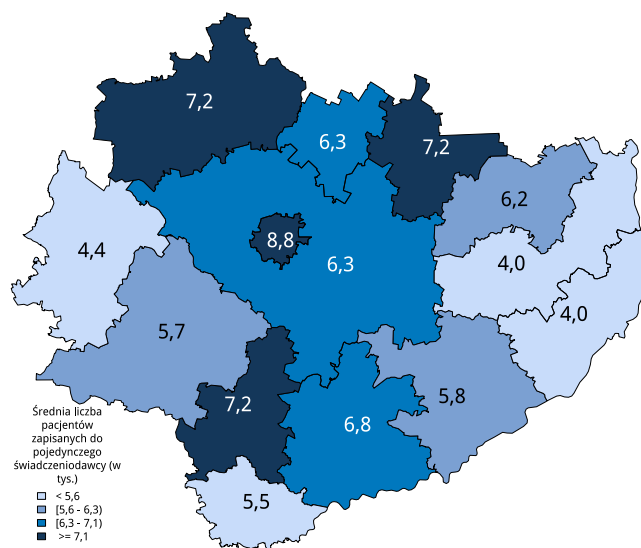 7,2
6,3
7,2
6,2
8,8
4,4
6,3
4,0
4,0
5,7
5,8
7,2
6,8
5,5
Średnia liczba
pacjentów
zapisanych do
pojedynczego
świadczeniodawcy (w
tys.)
< 5,6
[5,6 - 6,3)
[6,3 - 7,1)
>= 7,1